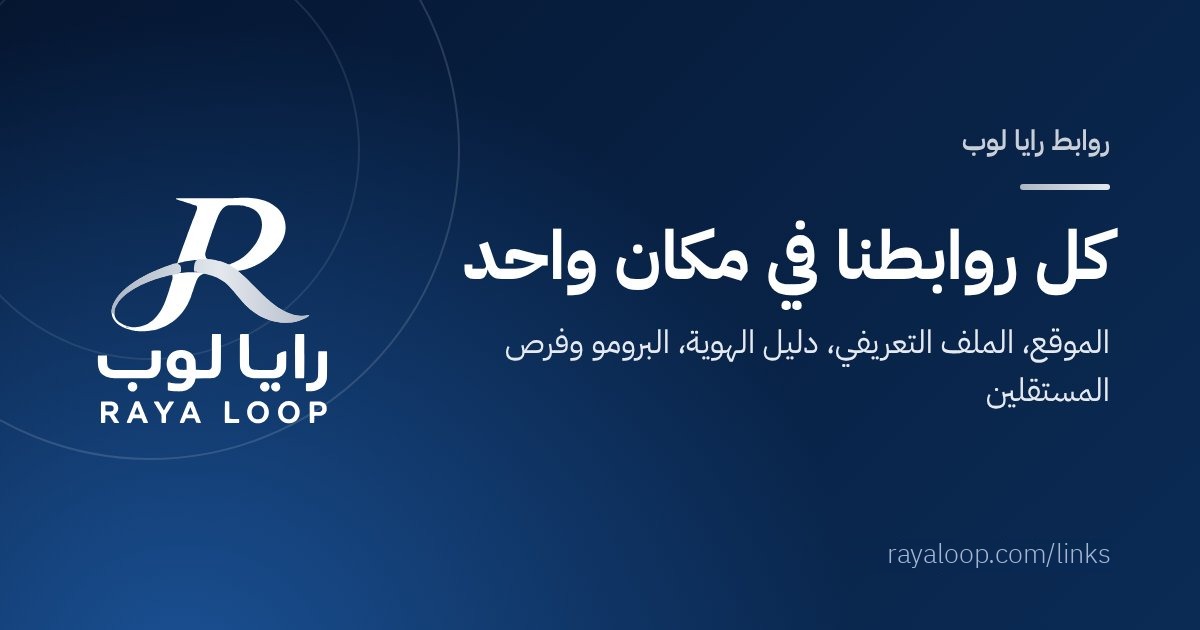 روابط رايا لوب
كل روابطنا في مكان واحد
الموقع، الملف التعريفي، دليل الهوية، البرومو وفرص
المستقلين
رايا لوب
RAYA LOOP
rayaloop.com/links